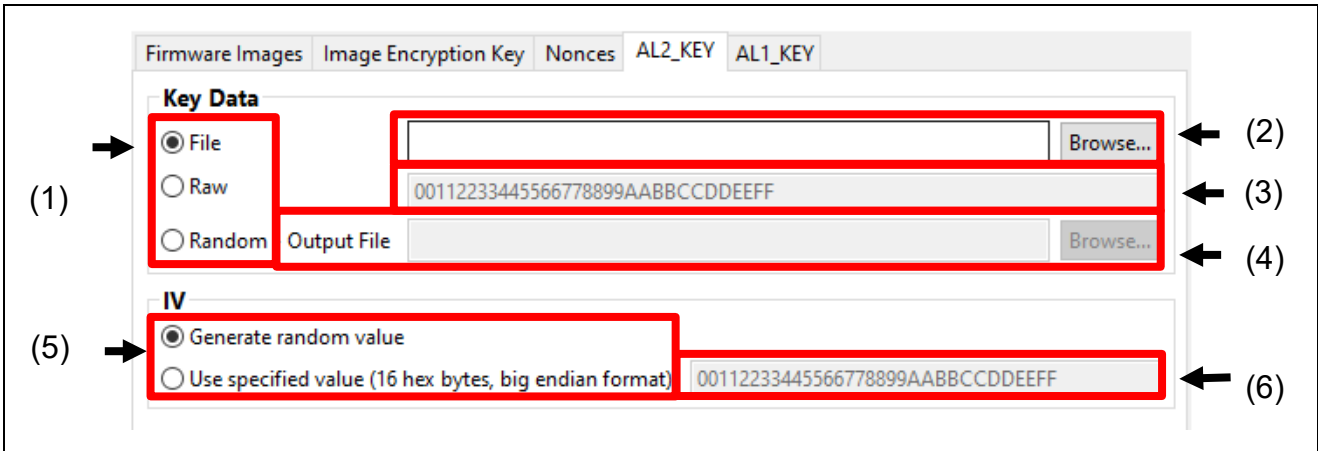 Firmware Images Image Encryption Key Nonces AL2_KEY AL1_KEY
Key Data
File Browse... (2)
(1) Raw 00112233445566778899AABBCCDDEEFF (3)
Random Output File Browse... (4)
IV
(5) Generate random value
Use specified value (16 hex bytes, big endian format) 00112233445566778899AABBCCDDEEFF (6)